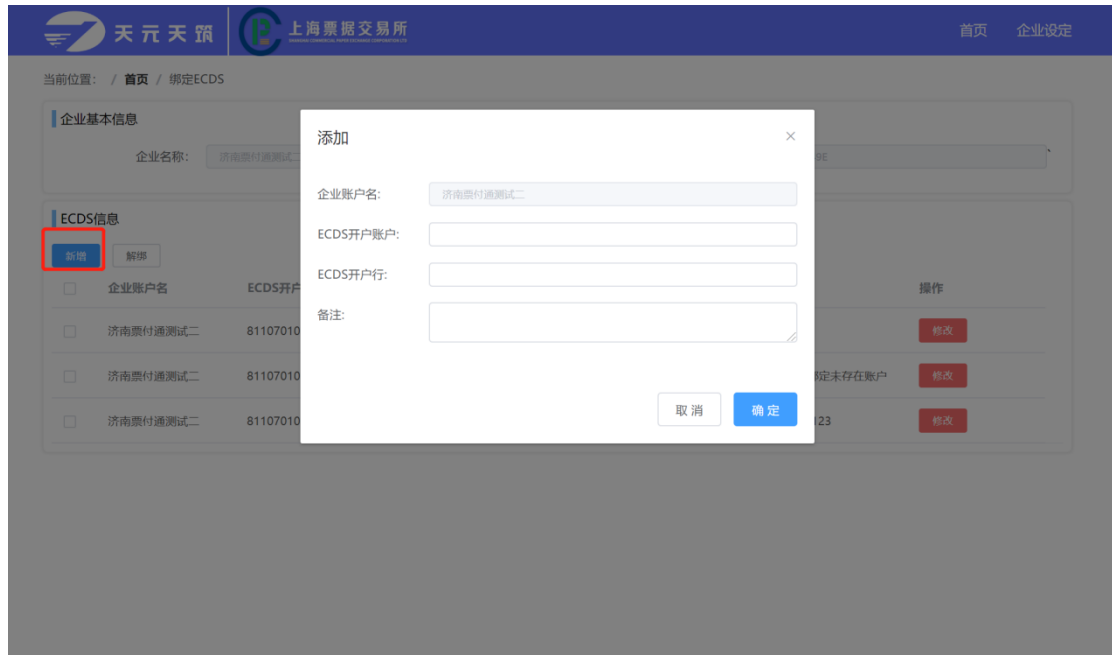 天元天筑
上海票据交易所
首页 企业设定
当前位置: / 首页 / 绑定ECDS
企业基本信息
添加
×
企业名称: 济南票付通测试二
9E
企业账户名: 济南票付通测试二
ECDS信息
ECDS开户账户:
新增 解绑
ECDS开户行:
企业账户名 ECDS开户
操作
备注:
济南票付通测试二 81107010
修改
济南票付通测试二 81107010
绑定未存在账户 修改
取消 确定
济南票付通测试二 81107010
123 修改